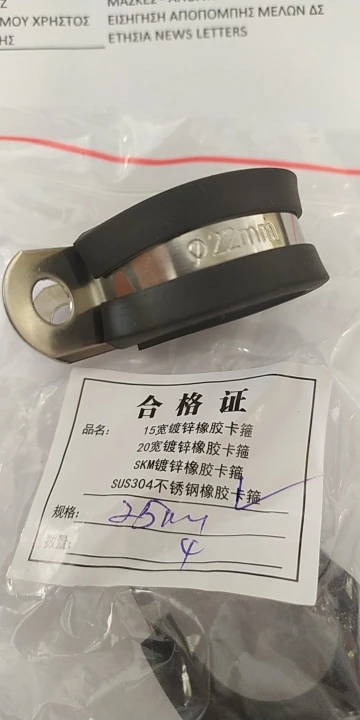 ΜΟΥ ΧΡΗΣΤΟΣ
ΕΙΣΗΓΗΣΗ ΑΠΟΠΟΜΠΗΣ ΜΕΛΩΝ ΔΣ
ΗΣ
ΕΤΗΣΙΑ NEWS LETTERS
Φ22mm
合格证
品名: 15宽镀锌橡胶卡箍
20宽镀锌橡胶卡箍
SKM镀锌橡胶卡箍
SUS304不锈钢橡胶卡箍
规格: 25mm
数量: 4